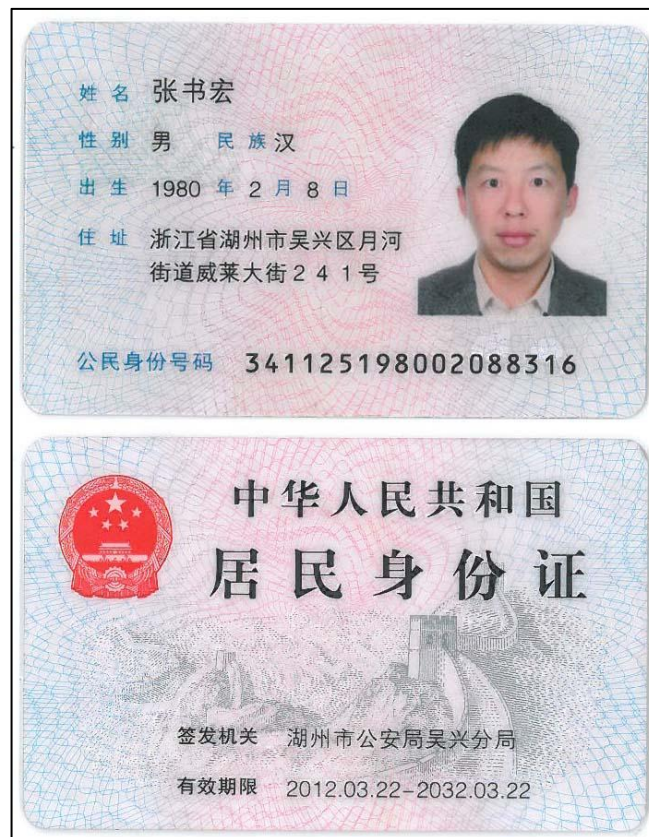 姓名 张书宏
性别 男 民族 汉
出生 1980 年 2 月 8 日
住址 浙江省湖州市吴兴区月河
街道威莱大街241号
公民身份号码 341125198002088316
中华人民共和国
居民身份证
签发机关 湖州市公安局吴兴分局
有效期限 2012.03.22-2032.03.22